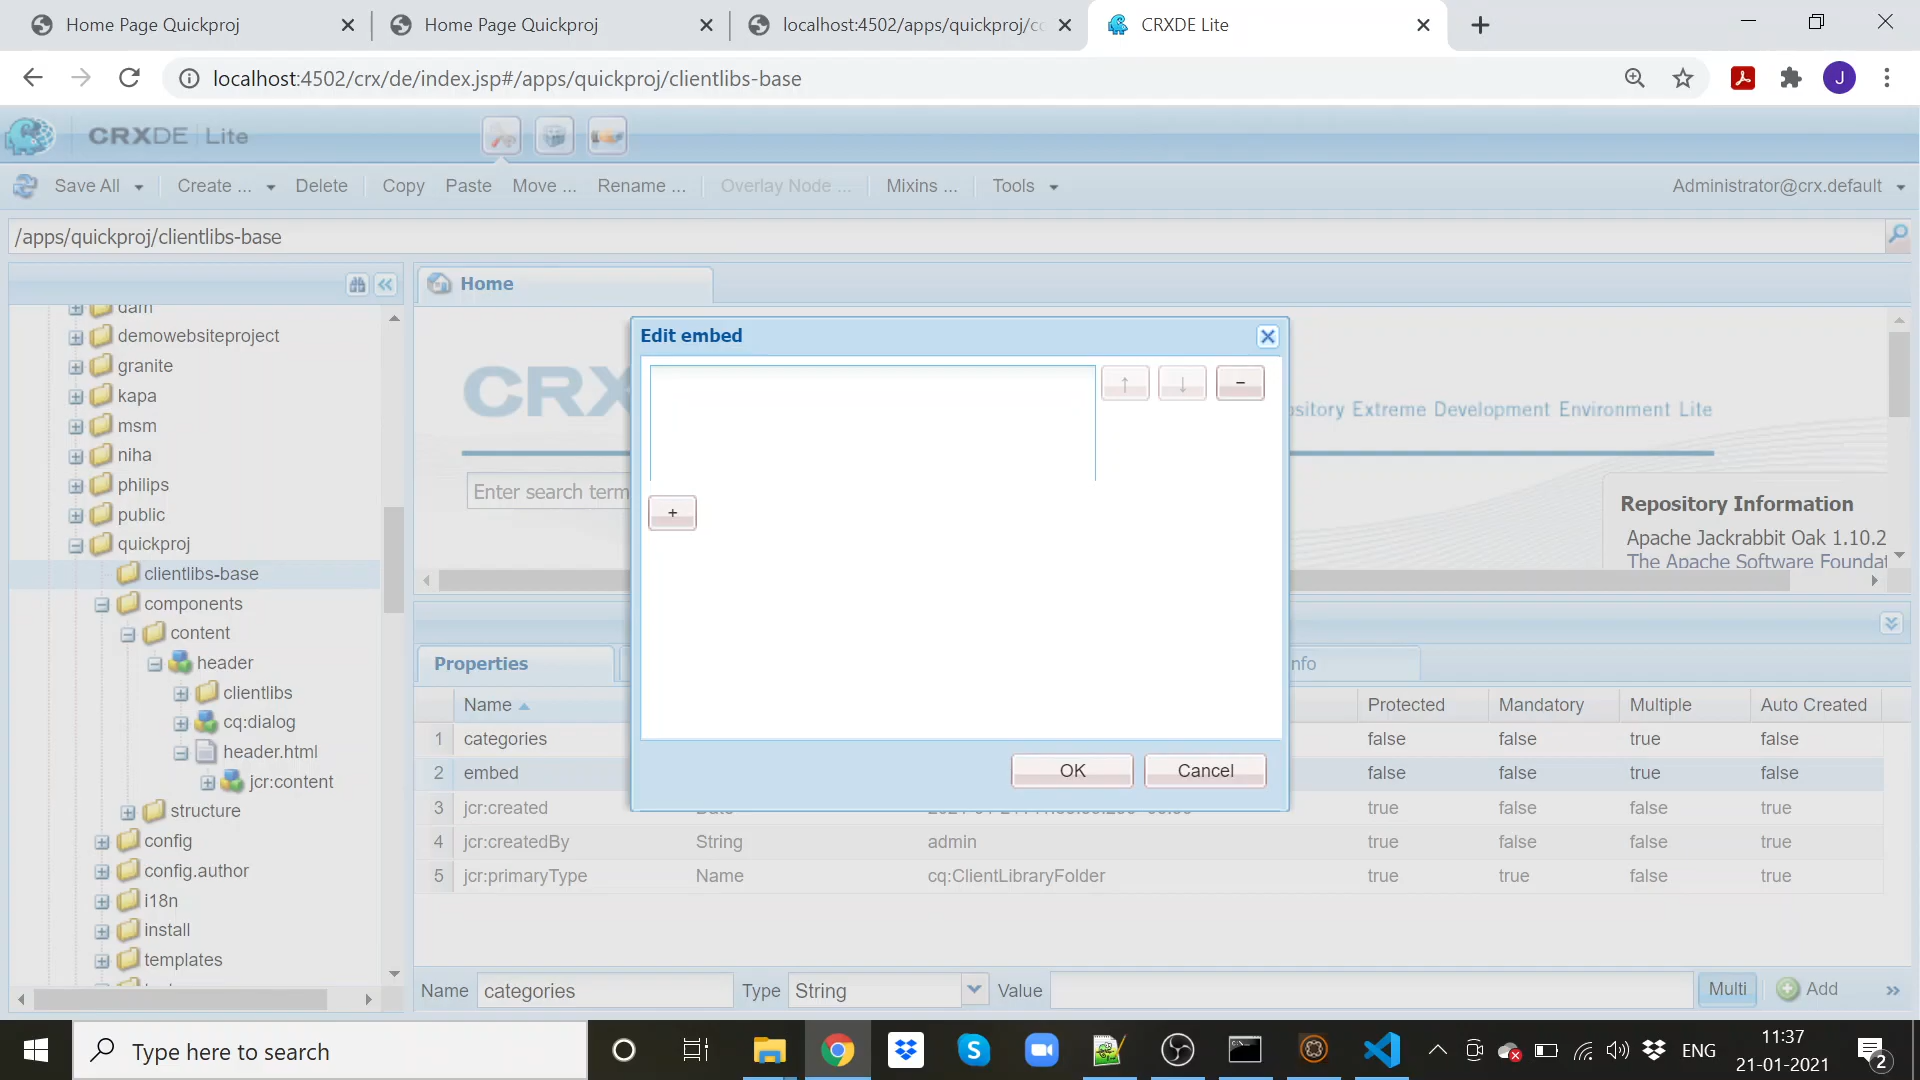 Home Page Quickproj
Home Page Quickproj
localhost:4502/apps/quickproj/cc
CRXDE Lite
localhost:4502/crx/de/index.jsp#/apps/quickproj/clientlibs-base
J
CRXDE Lite
Save All
Create ...
Delete
Copy
Paste
Move ...
Rename ...
Overlay Node ...
Mixins ...
Tools
Administrator@crx.default
/apps/quickproj/clientlibs-base
dam
demowebsiteproject
granite
kapa
msm
niha
philips
public
quickproj
clientlibs-base
components
content
header
clientlibs
cq:dialog
header.html
jcr:content
structure
config
config.author
i18n
install
templates
Home
CRX
ository Extreme Development Environment Lite
Enter search term
Repository Information
Apache Jackrabbit Oak 1.10.2
The Apache Software Foundat
Edit embed
↑ ↓ -
+
OK
Cancel
Properties
nfo
Name Protected Mandatory Multiple Auto Created
1 categories false false true false
2 embed false false true false
3 jcr:created true false false true
4 jcr:createdBy String admin true false false true
5 jcr:primaryType Name cq:ClientLibraryFolder true true false true
Name categories Type String Value Multi Add »
Type here to search
ENG
11:37
21-01-2021
2